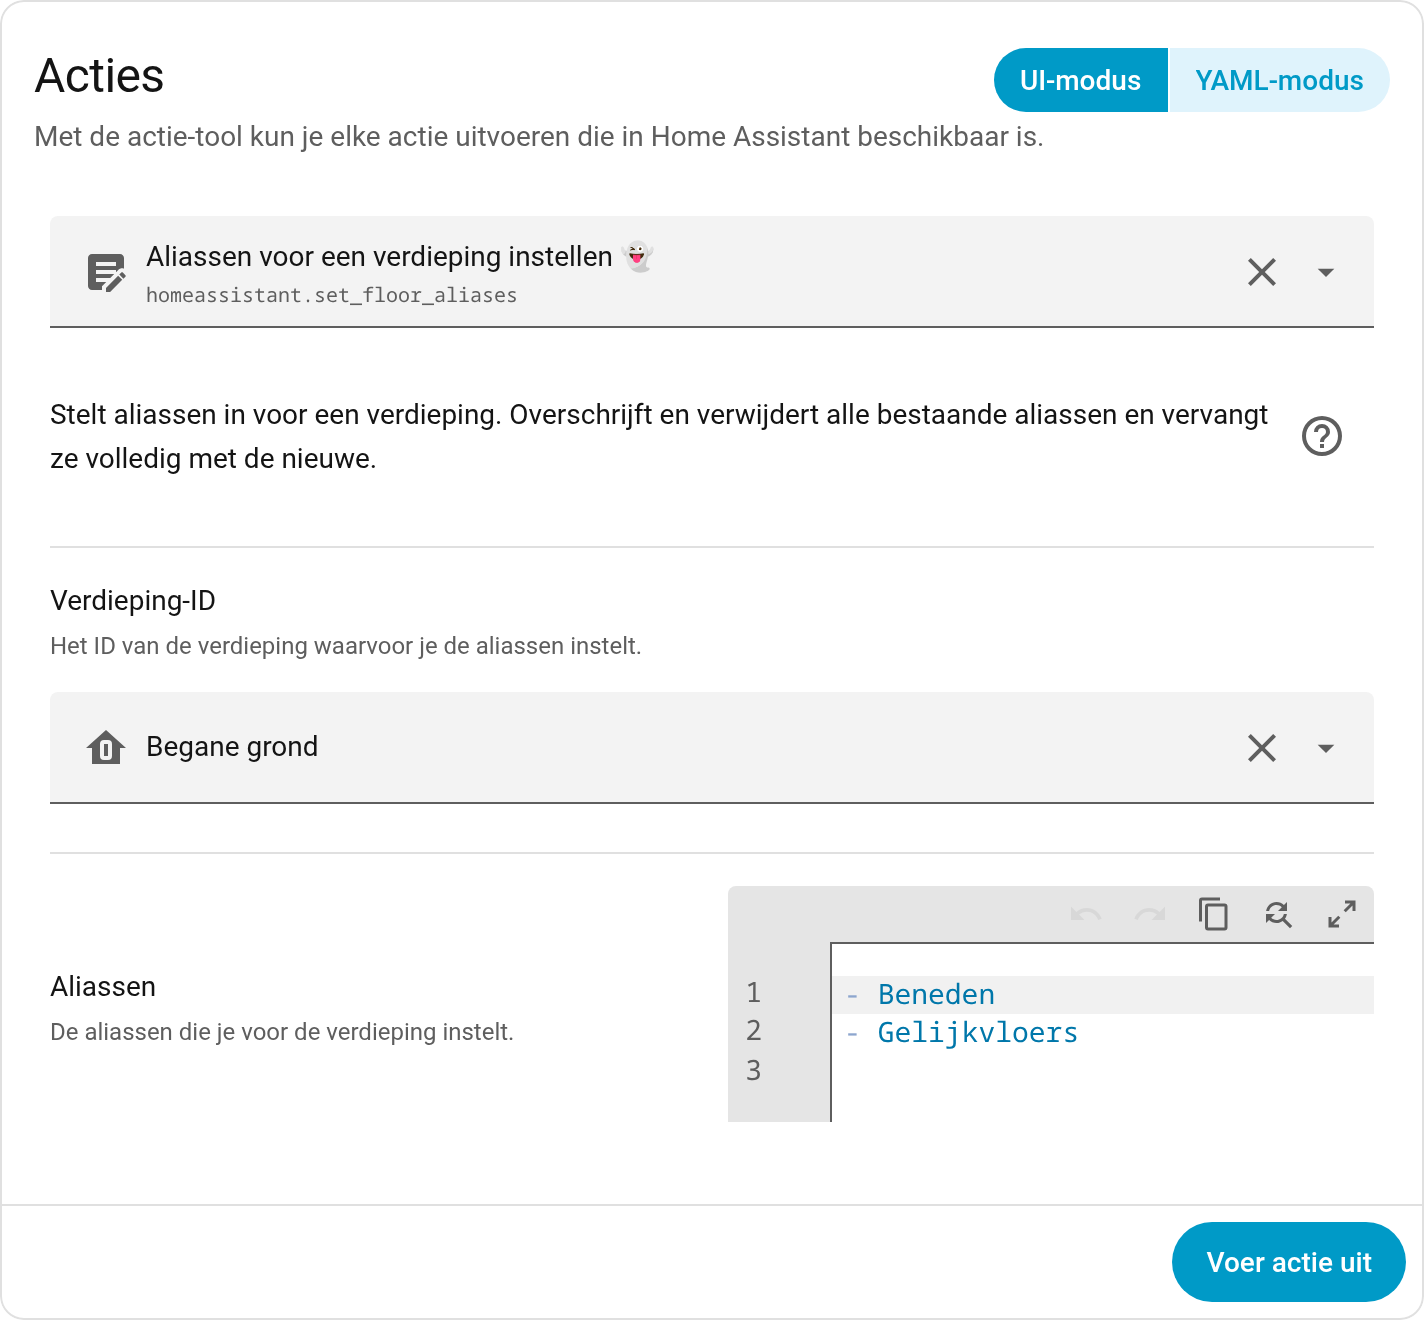 Acties
UI-modus
YAML-modus
Met de actie-tool kun je elke actie uitvoeren die in Home Assistant beschikbaar is.
Aliassen voor een verdieping instellen 👻
homeassistant.set_floor_aliases
Stelt aliassen in voor een verdieping. Overschrijft en verwijdert alle bestaande aliassen en vervangt
ze volledig met de nieuwe.
Verdieping-ID
Het ID van de verdieping waarvoor je de aliassen instelt.
0
Begane grond
Aliassen
De aliassen die je voor de verdieping instelt.
1 - Beneden
2 - Gelijkvloers
3
Voer actie uit